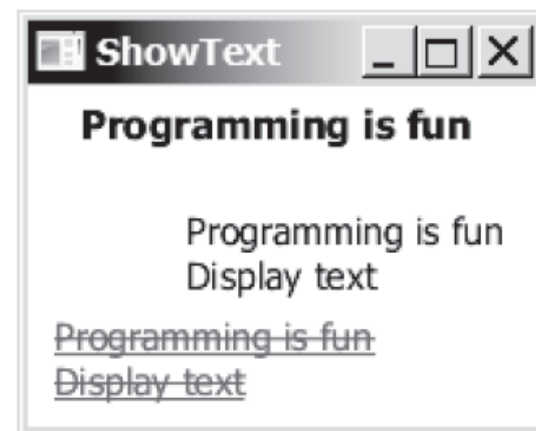 ShowText
Programming is fun
Programming is fun
Display text
Programming is fun
Display text